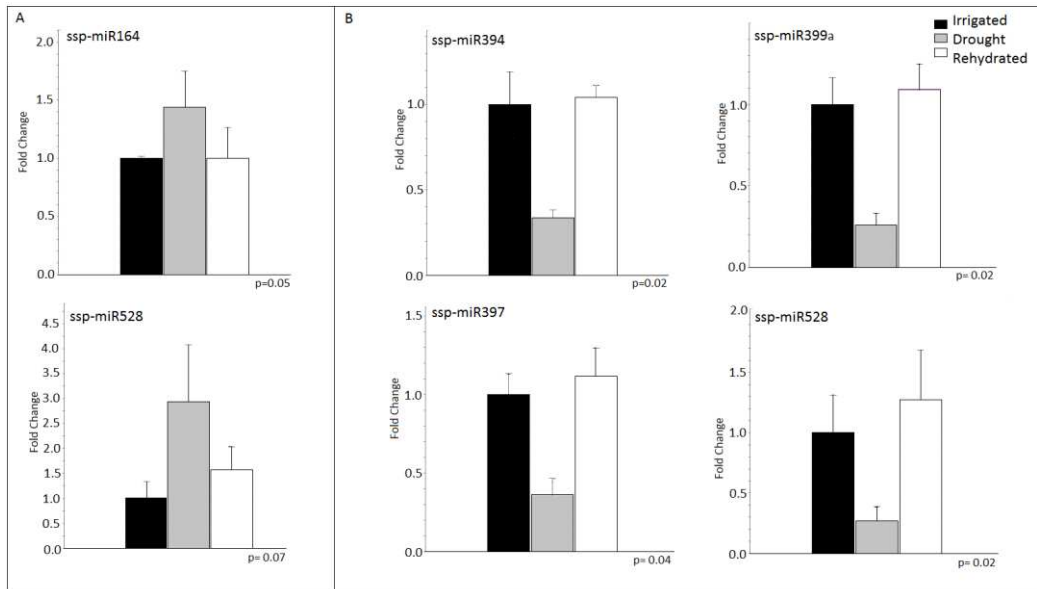 A
ssp-miR164
Fold Change
2.0
1.5
1.0
0.5
0.0
p=0.05
ssp-miR528
Fold Change
4.5
4.0
3.5
3.0
2.5
2.0
1.5
1.0
0.5
0.0
p= 0.07
B
ssp-miR394
Fold Change
1.0
0.5
0.0
p=0.02
ssp-miR399a
Fold Change
1.0
0.5
0.0
p= 0.02
Irrigated
Drought
Rehydrated
ssp-miR397
Fold Change
1.5
1.0
0.5
0.0
p= 0.04
ssp-miR528
Fold Change
2.0
1.5
1.0
0.5
0.0
p= 0.02